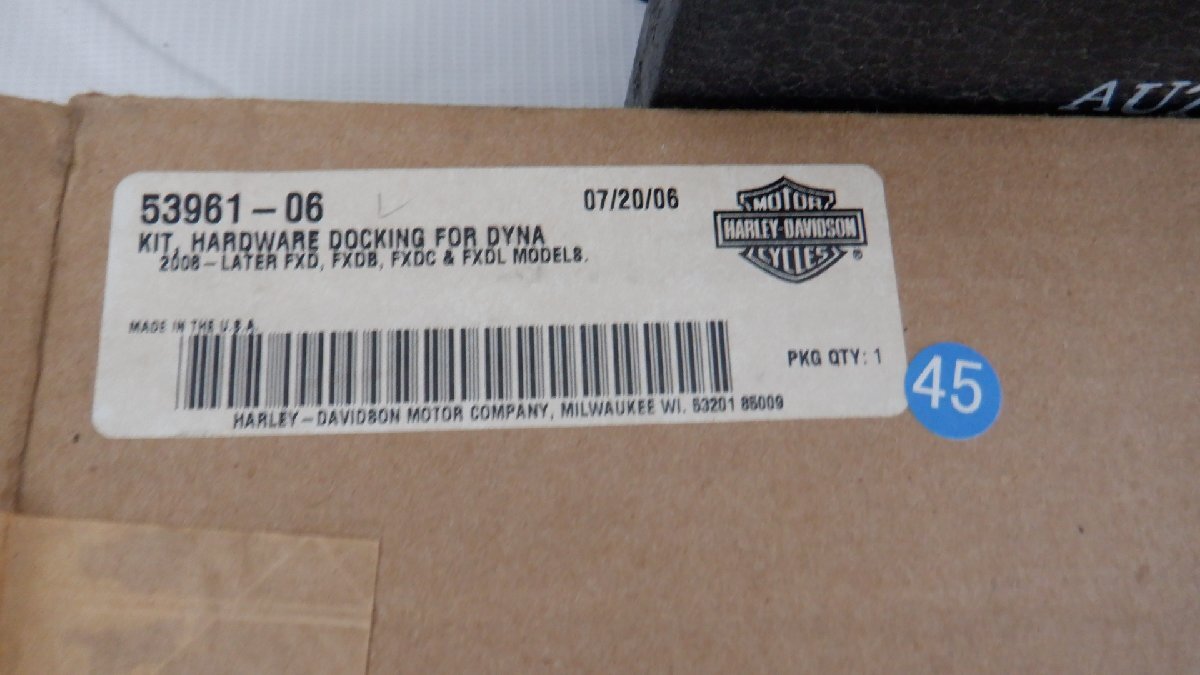 AUT
53961-06
07/20/06
KIT, HARDWARE DOCKING FOR DYNA
2006-LATER FXD, FXDB, FXDC & FXDL MODELS.
MOTOR
HARLEY-DAVIDSON
CYCLES
®
MADE IN THE U.S.A.
PKG QTY: 1
HARLEY-DAVIDSON MOTOR COMPANY, MILWAUKEE WI. 53201 85009
45